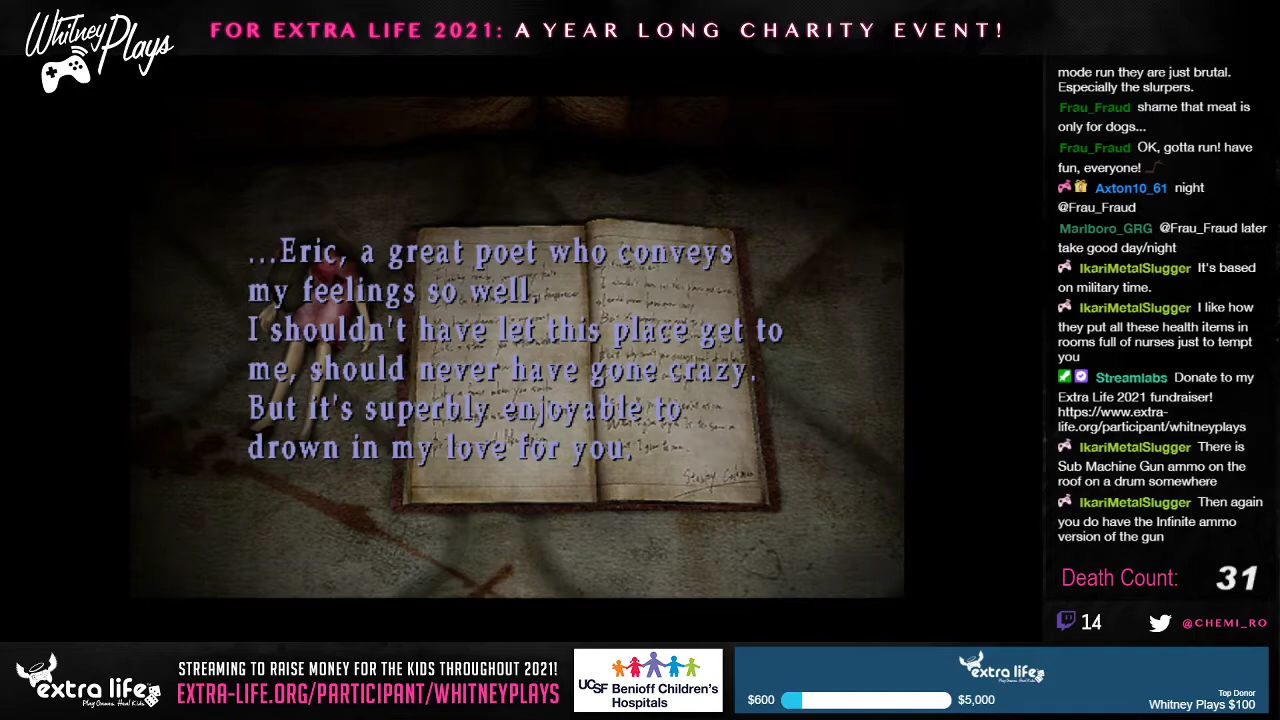 Whitney Plays
FOR EXTRA LIFE 2021: A YEAR LONG CHARITY EVENT!
...Eric, a great poet who conveys
my feelings so well.
I shouldn't have let this place get to
me, should never have gone crazy.
But it's superbly enjoyable to
drown in my love for you.
mode run they are just brutal.
Especially the slurpers.
Frau_Fraud shame that meat is
only for dogs...
Frau_Fraud OK, gotta run! have
fun, everyone!
Axton10_61 night
@Frau_Fraud
Marlboro_GRG @Frau_Fraud later
take good day/night
IkariMetalSlugger It's based
on military time.
IkariMetalSlugger I like how
they put all these health items in
rooms full of nurses just to tempt
you
Streamlabs Donate to my
Extra Life 2021 fundraiser!
https://www.extra-
life.org/participant/whitneyplays
IkariMetalSlugger There is
Sub Machine Gun ammo on the
roof on a drum somewhere
IkariMetalSlugger Then again
you do have the Infinite ammo
version of the gun
Death Count: 31
14 @CHEMI_RO
extra life
Play Games. Heal Kids.
STREAMING TO RAISE MONEY FOR THE KIDS THROUGHOUT 2021!
EXTRA-LIFE.ORG/PARTICIPANT/WHITNEYPLAYS
UCSF Benioff Children's
Hospitals
extra life
$600 $5,000
Top Donor
Whitney Plays $100